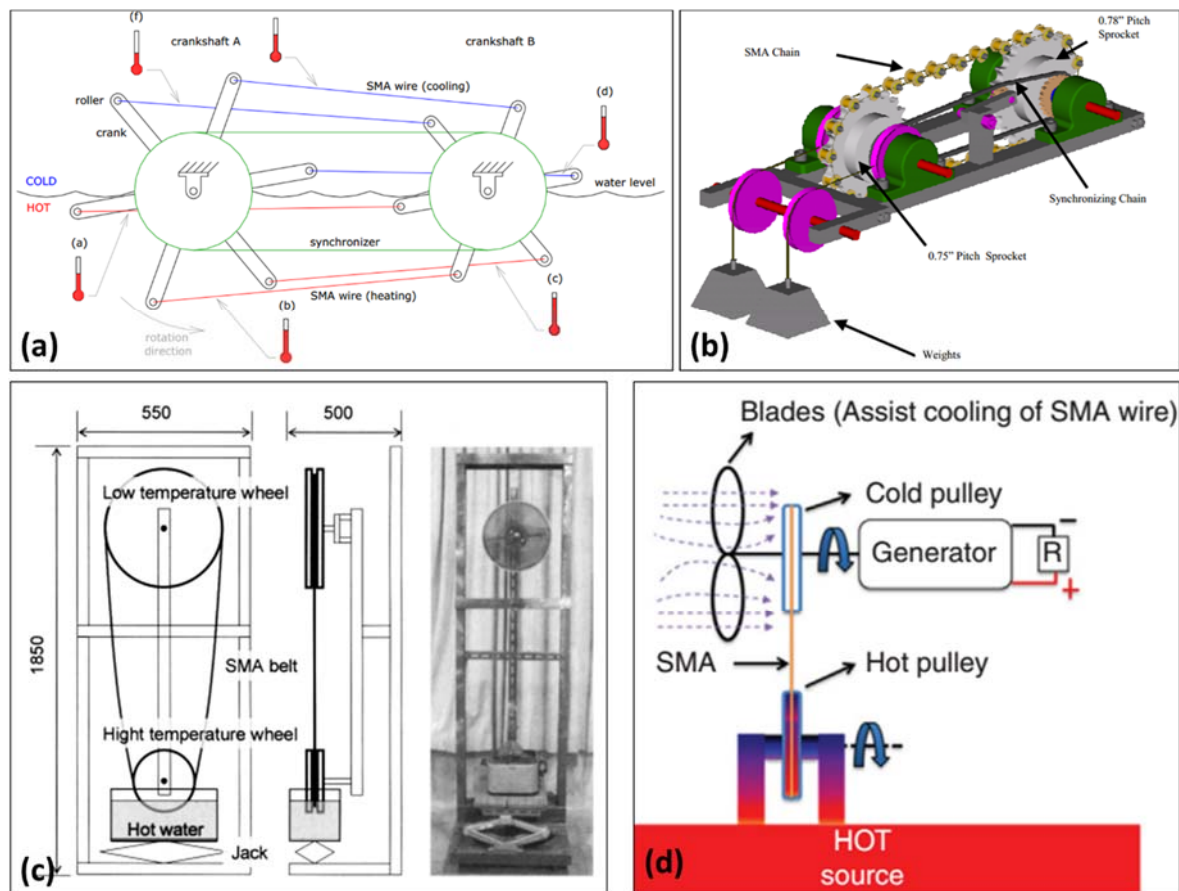 (f)
crankshaft A
crankshaft B
SMA wire (cooling)
roller
(d)
crank
COLD
water level
HOT
synchronizer
(a)
SMA wire (heating)
(c)
(b)
rotation
direction
(a)
0.78” Pitch
Sprocket
SMA Chain
Synchronizing Chain
0.75” Pitch Sprocket
Weights
(b)
550
500
Low temperature wheel
1850
SMA belt
Hight temperature wheel
Hot water
Jack
(c)
Blades (Assist cooling of SMA wire)
Cold pulley
Generator
R
−
+
SMA
Hot pulley
HOT
source
(d)